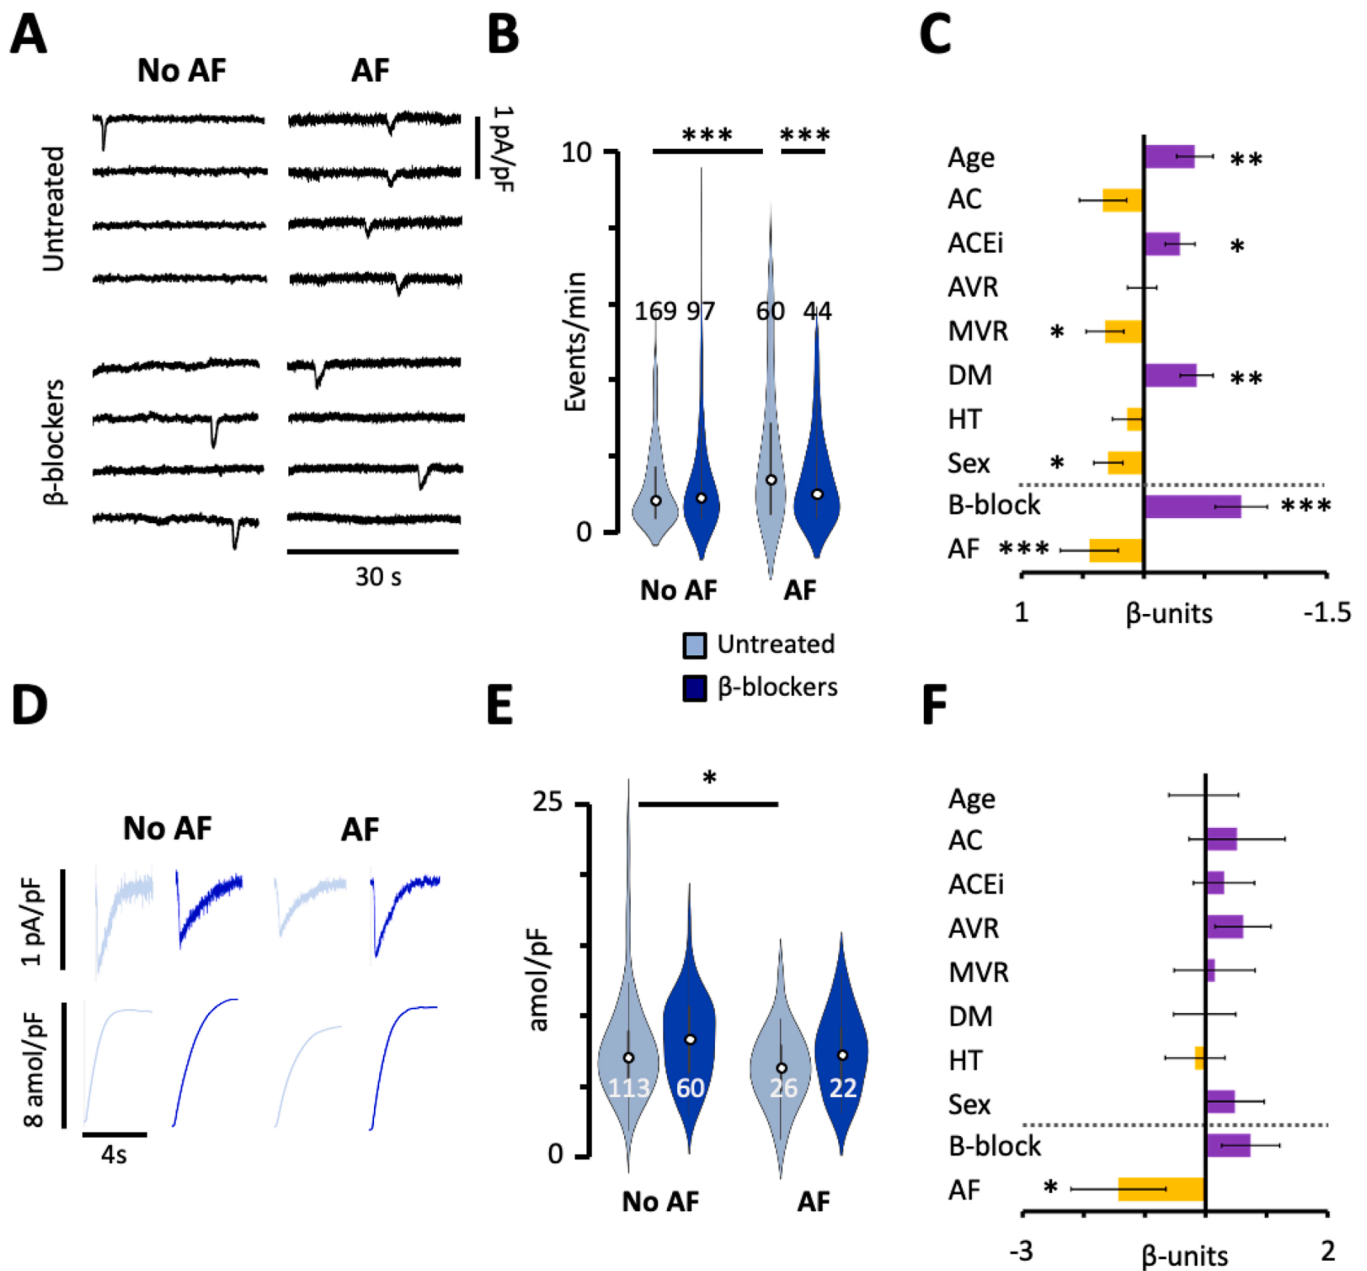 A
No AF
AF
Untreated
1 pA/pF
β-blockers
30 s
B
***
***
10
Events/min
169
97
60
44
0
No AF
AF
Untreated
β-blockers
C
Age
**
AC
ACEi
*
AVR
MVR
*
DM
**
HT
Sex
*
B-block
***
AF
***
1
β-units
-1.5
D
No AF
AF
1 pA/pF
8 amol/pF
4s
E
*
25
amol/pF
113
60
26
22
0
No AF
AF
F
Age
AC
ACEi
AVR
MVR
DM
HT
Sex
B-block
AF
*
-3
β-units
2